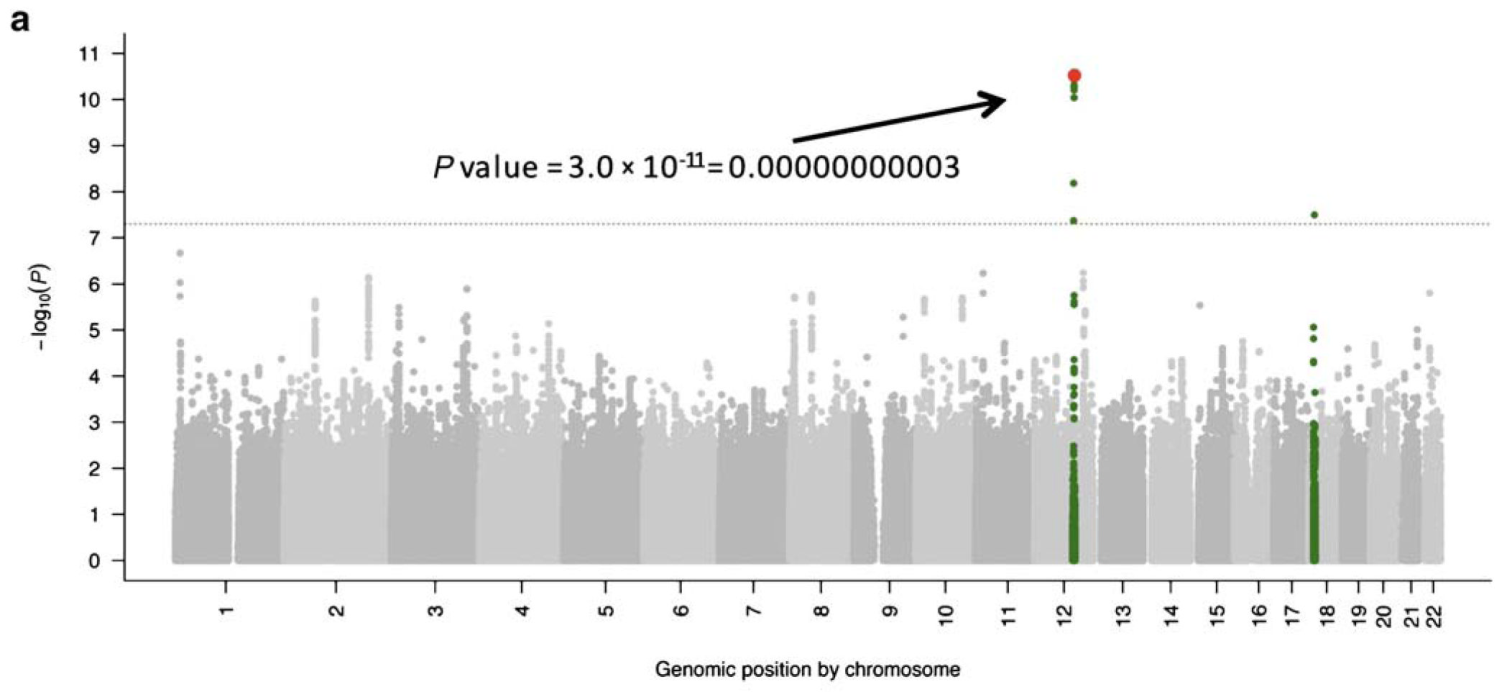 a
11
10
9
8
7
6
5
4
3
2
1
0
−log10(P)
P value = 3.0 × 10-11= 0.00000000003
1 2 3 4 5 6 7 8 9 10 11 12 13 14 15 16 17 18 19 20 21 22
Genomic position by chromosome